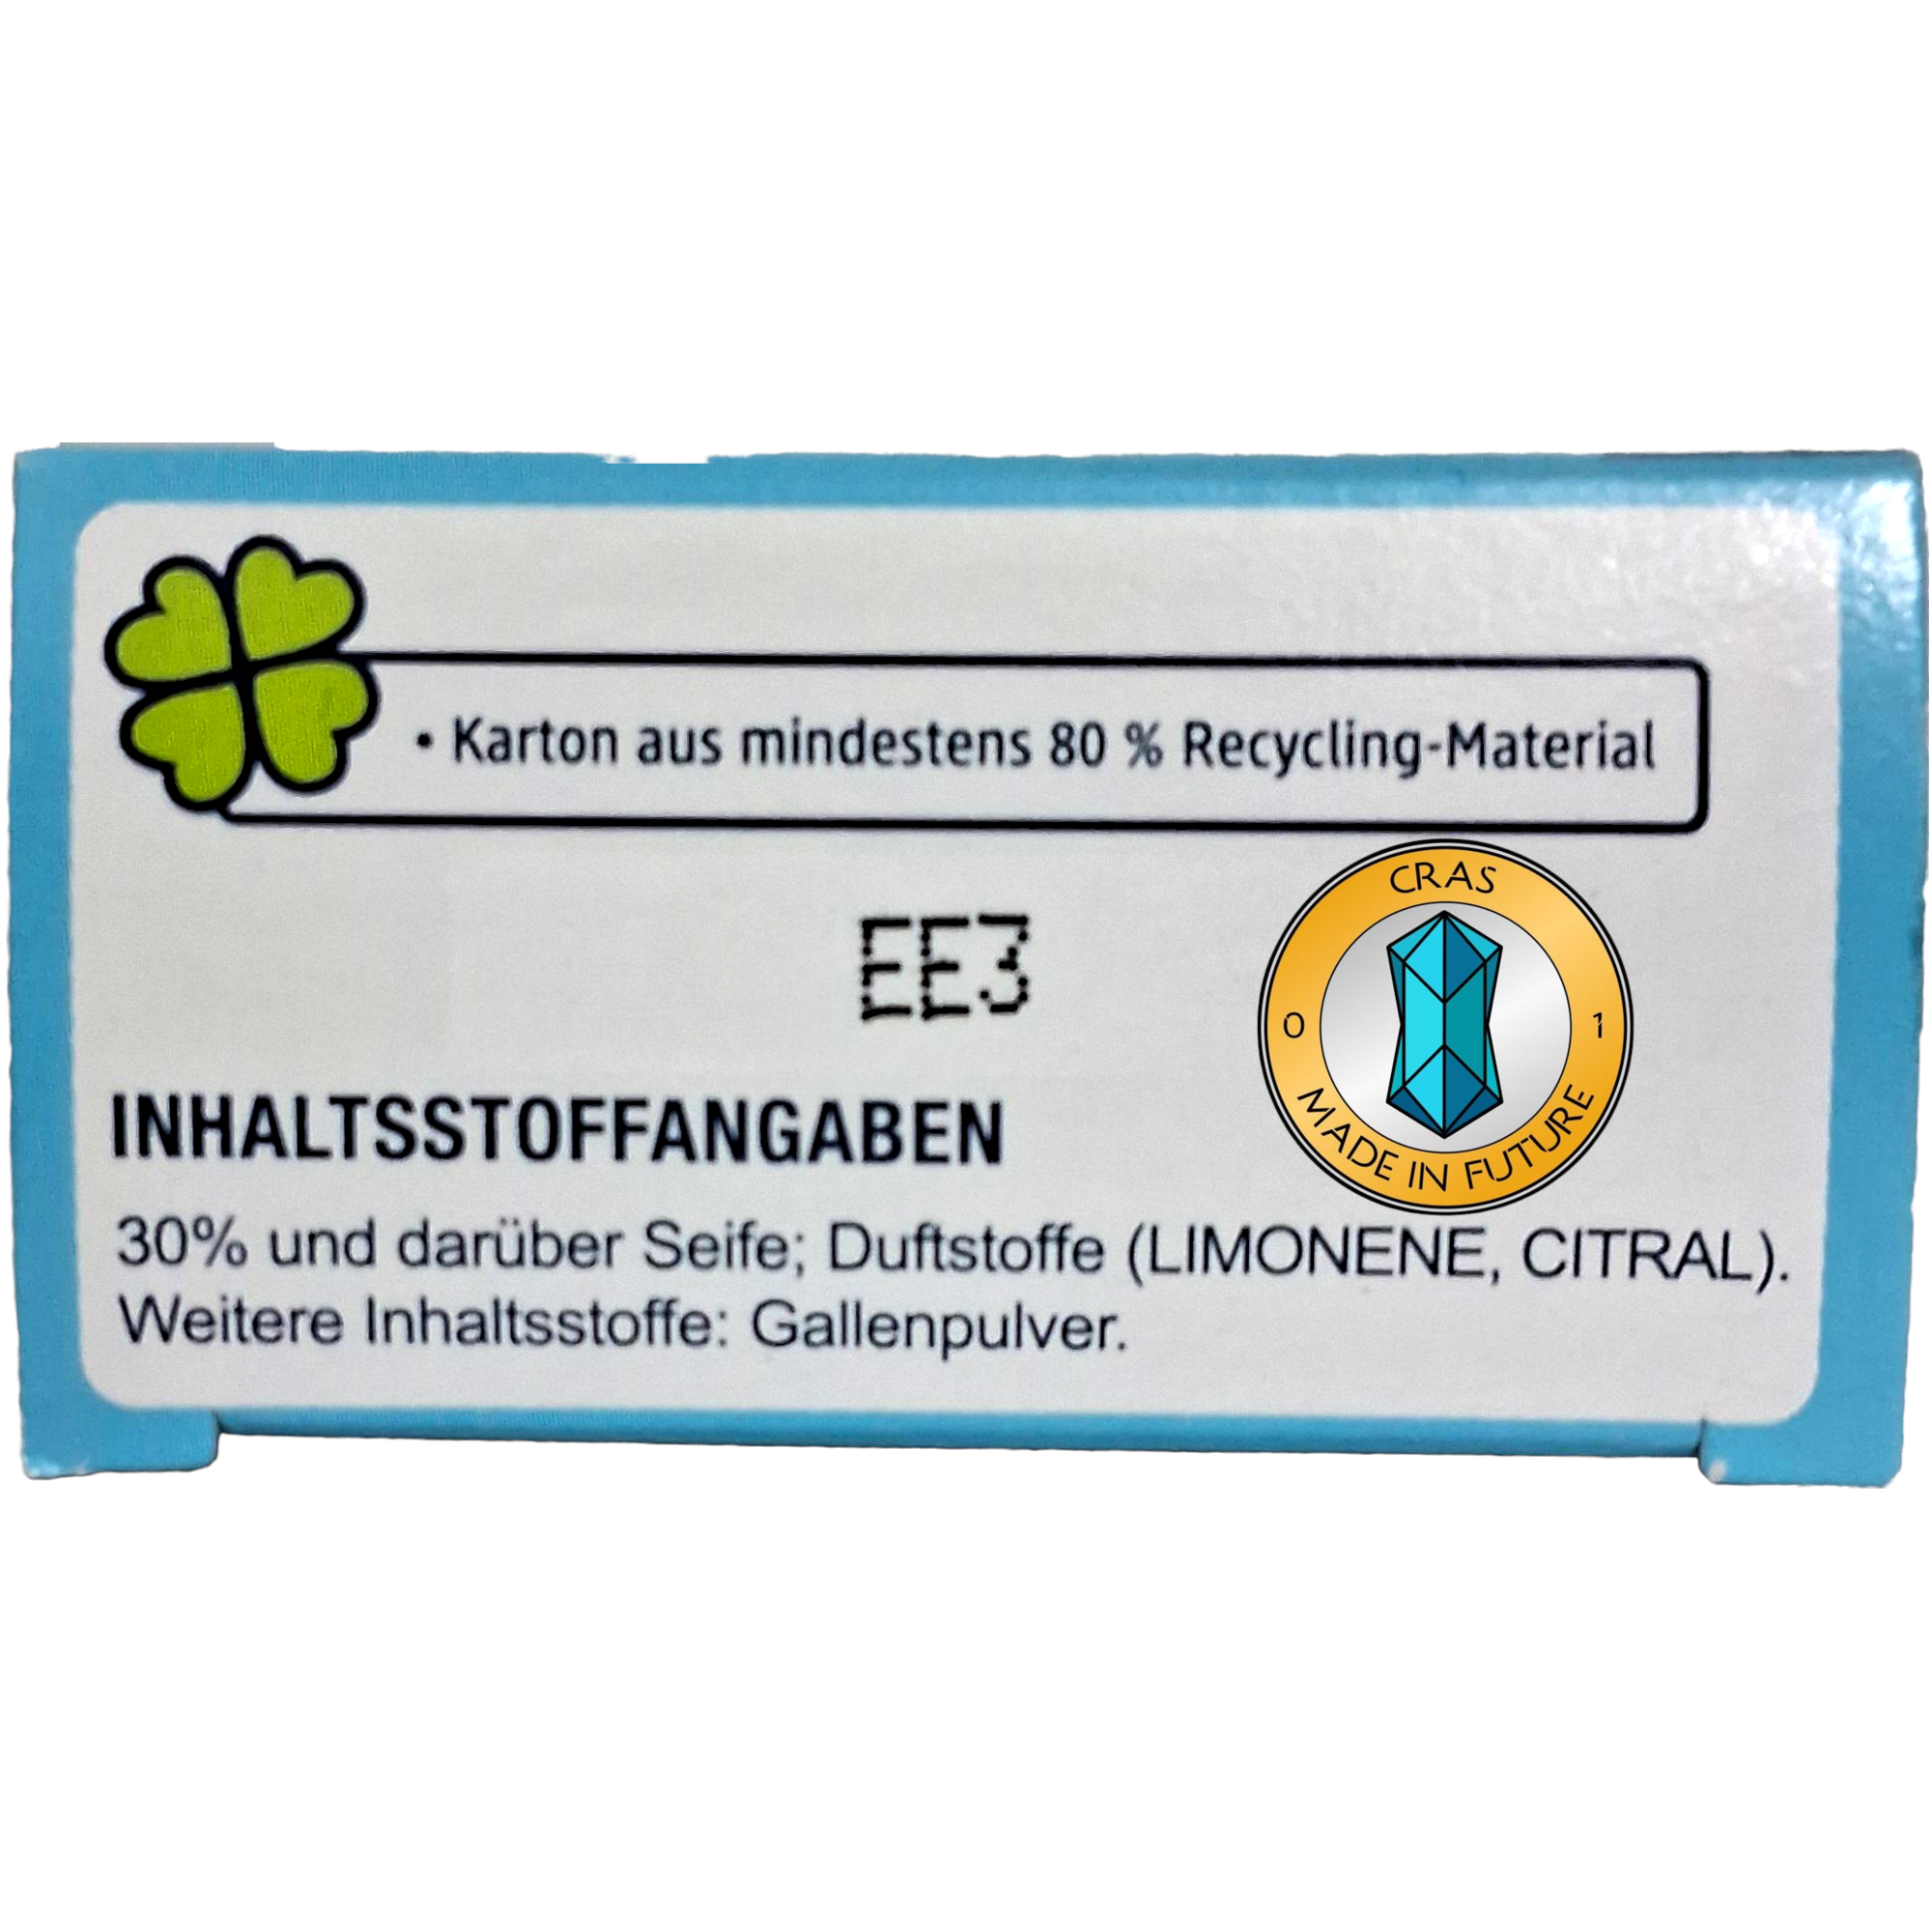 • Karton aus mindestens 80 % Recycling-Material
EE3
CRAS
0 1
MADE IN FUTURE
INHALTSSTOFFANGABEN
30% und darüber Seife; Duftstoffe (LIMONENE, CITRAL).
Weitere Inhaltsstoffe: Gallenpulver.